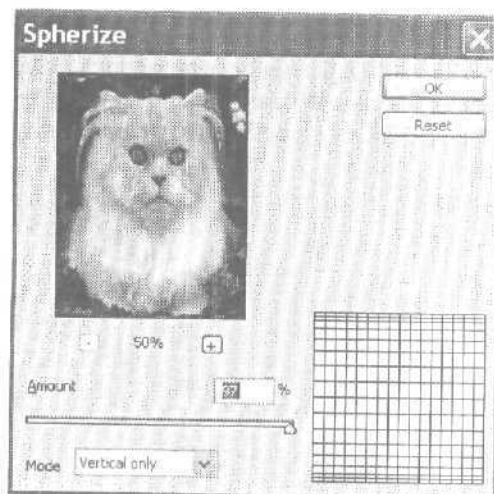 Spherize
OK
Reset
- 50% +
Amount %
Mode Vertical only